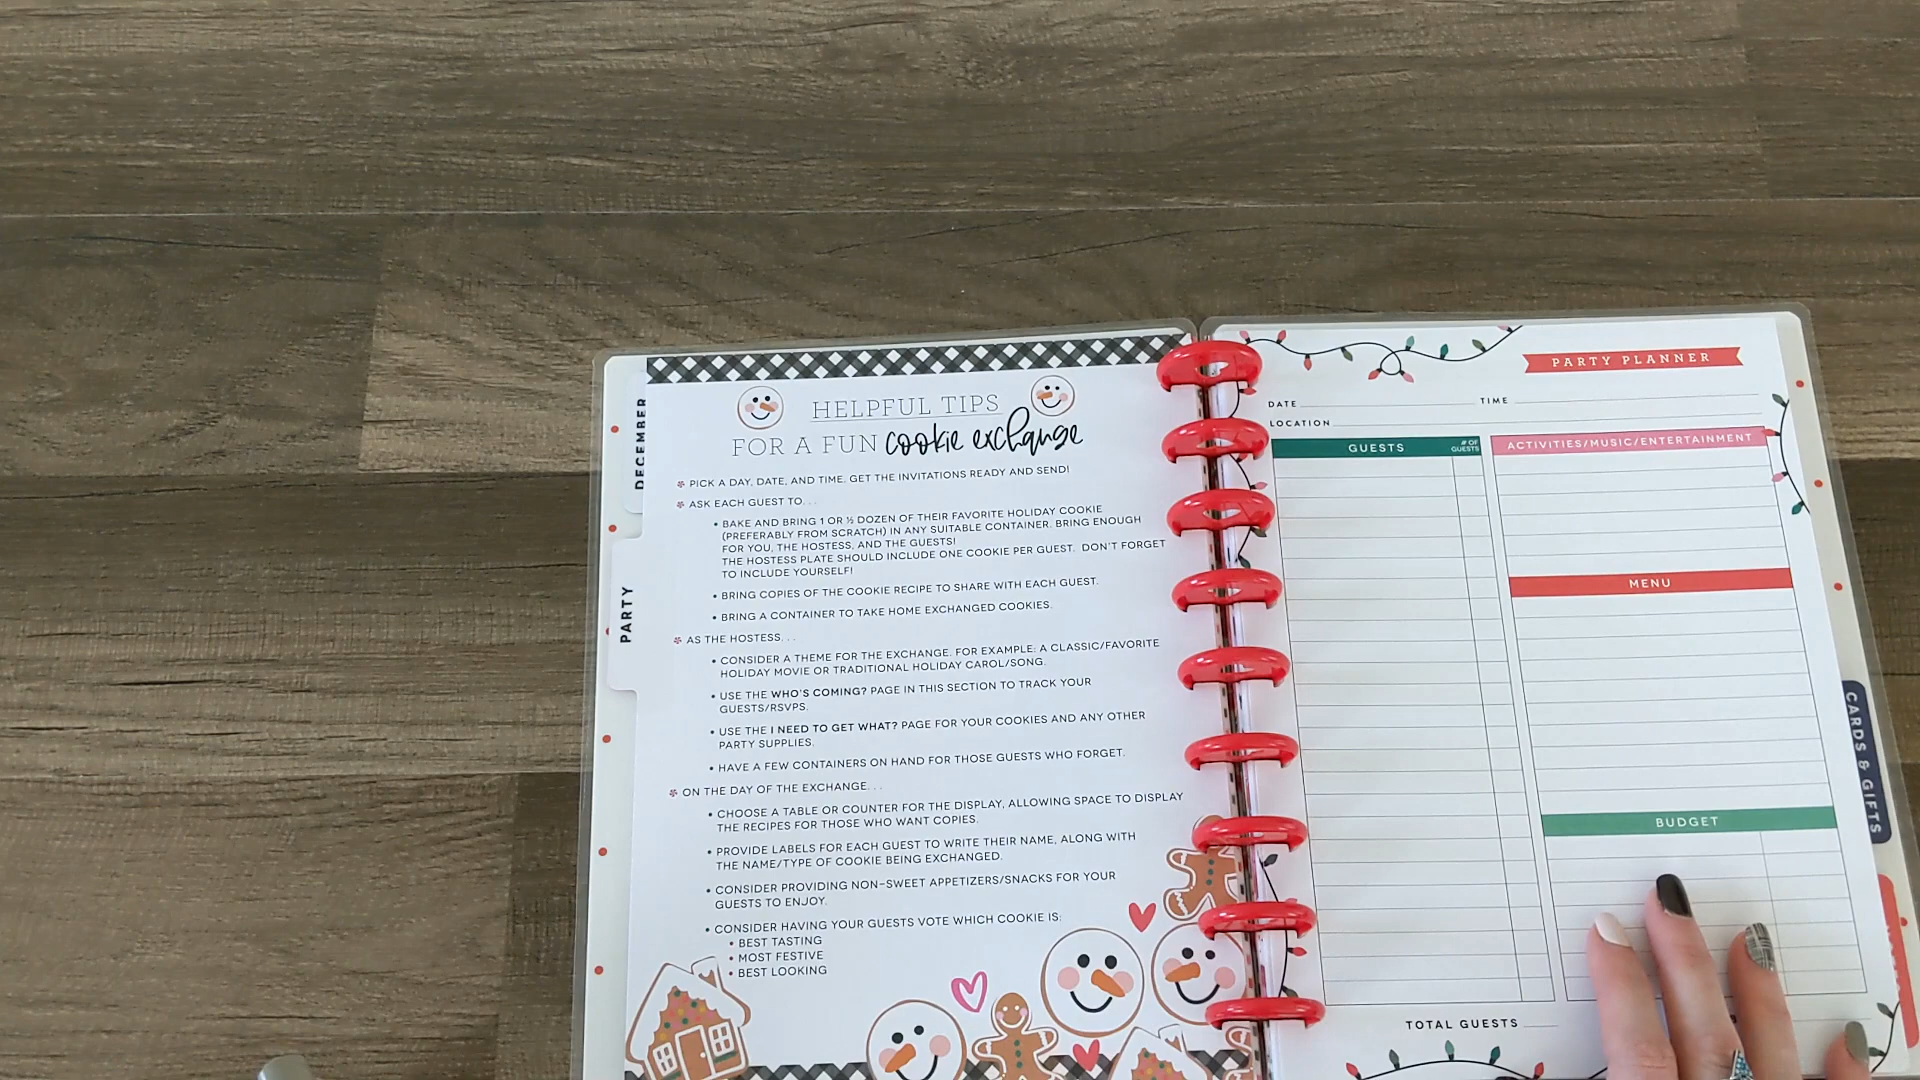 DECEMBER
PARTY
HELPFUL TIPS
FOR A FUN cookie exchange
PICK A DAY, DATE, AND TIME. GET THE INVITATIONS READY AND SEND!
ASK EACH GUEST TO. . .
• BAKE AND BRING 1 OR ½ DOZEN OF THEIR FAVORITE HOLIDAY COOKIE
(PREFERABLY FROM SCRATCH) IN ANY SUITABLE CONTAINER. BRING ENOUGH
FOR YOU, THE HOSTESS, AND THE GUESTS!
THE HOSTESS PLATE SHOULD INCLUDE ONE COOKIE PER GUEST. DON'T FORGET
TO INCLUDE YOURSELF!
• BRING COPIES OF THE COOKIE RECIPE TO SHARE WITH EACH GUEST.
• BRING A CONTAINER TO TAKE HOME EXCHANGED COOKIES.
AS THE HOSTESS. . .
• CONSIDER A THEME FOR THE EXCHANGE. FOR EXAMPLE: A CLASSIC/FAVORITE
HOLIDAY MOVIE OR TRADITIONAL HOLIDAY CAROL/SONG.
• USE THE WHO'S COMING? PAGE IN THIS SECTION TO TRACK YOUR
GUESTS/RSVPS.
• USE THE I NEED TO GET WHAT? PAGE FOR YOUR COOKIES AND ANY OTHER
PARTY SUPPLIES.
• HAVE A FEW CONTAINERS ON HAND FOR THOSE GUESTS WHO FORGET.
ON THE DAY OF THE EXCHANGE. . .
• CHOOSE A TABLE OR COUNTER FOR THE DISPLAY, ALLOWING SPACE TO DISPLAY
THE RECIPES FOR THOSE WHO WANT COPIES.
• PROVIDE LABELS FOR EACH GUEST TO WRITE THEIR NAME, ALONG WITH
THE NAME/TYPE OF COOKIE BEING EXCHANGED.
• CONSIDER PROVIDING NON-SWEET APPETIZERS/SNACKS FOR YOUR
GUESTS TO ENJOY.
• CONSIDER HAVING YOUR GUESTS VOTE WHICH COOKIE IS:
• BEST TASTING
• MOST FESTIVE
• BEST LOOKING
PARTY PLANNER
DATE TIME
LOCATION
GUESTS
# OF
GUESTS
ACTIVITIES/MUSIC/ENTERTAINMENT
MENU
BUDGET
TOTAL GUESTS
CARDS & GIFTS